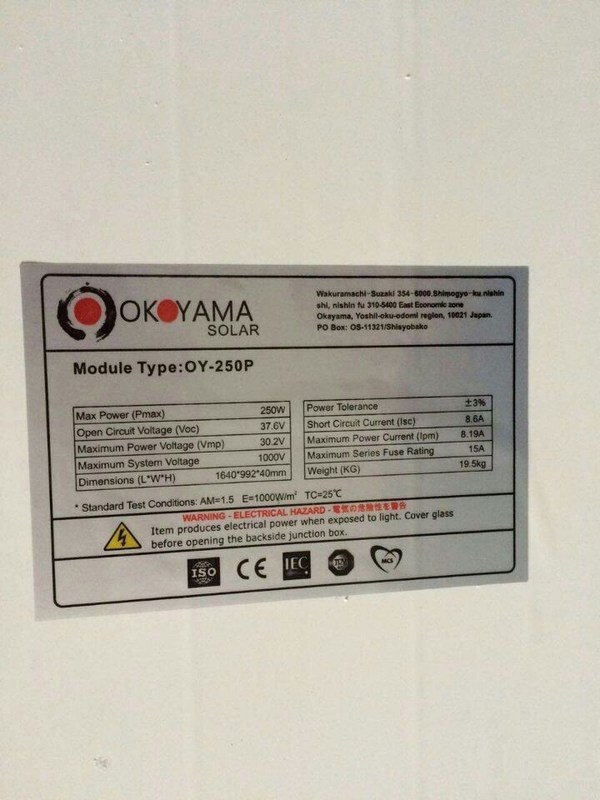 OKOYAMA
SOLAR
Wakuramachi-Suzaki 354-6000 Shimogyo-ku.nishin
shi, nishin fu 310-5400 East Economic zone
Okayama, Yoshii-oku-odomi region, 10021 Japan.
PO Box: OS-11321/Shisyobako
Module Type:OY-250P
Max Power (Pmax) 250W
Open Circuit Voltage (Voc) 37.6V
Maximum Power Voltage (Vmp) 30.2V
Maximum System Voltage 1000V
Dimensions (L*W*H) 1640*992*40mm
Power Tolerance ±3%
Short Circuit Current (Isc) 8.6A
Maximum Power Current (Ipm) 8.19A
Maximum Series Fuse Rating 15A
Weight (KG) 19.5kg
* Standard Test Conditions: AM=1.5 E=1000W/m² TC=25℃
WARNING - ELECTRICAL HAZARD - 電気の危険性を警告
Item produces electrical power when exposed to light. Cover glass
before opening the backside junction box.
ISO CE IEC MCS